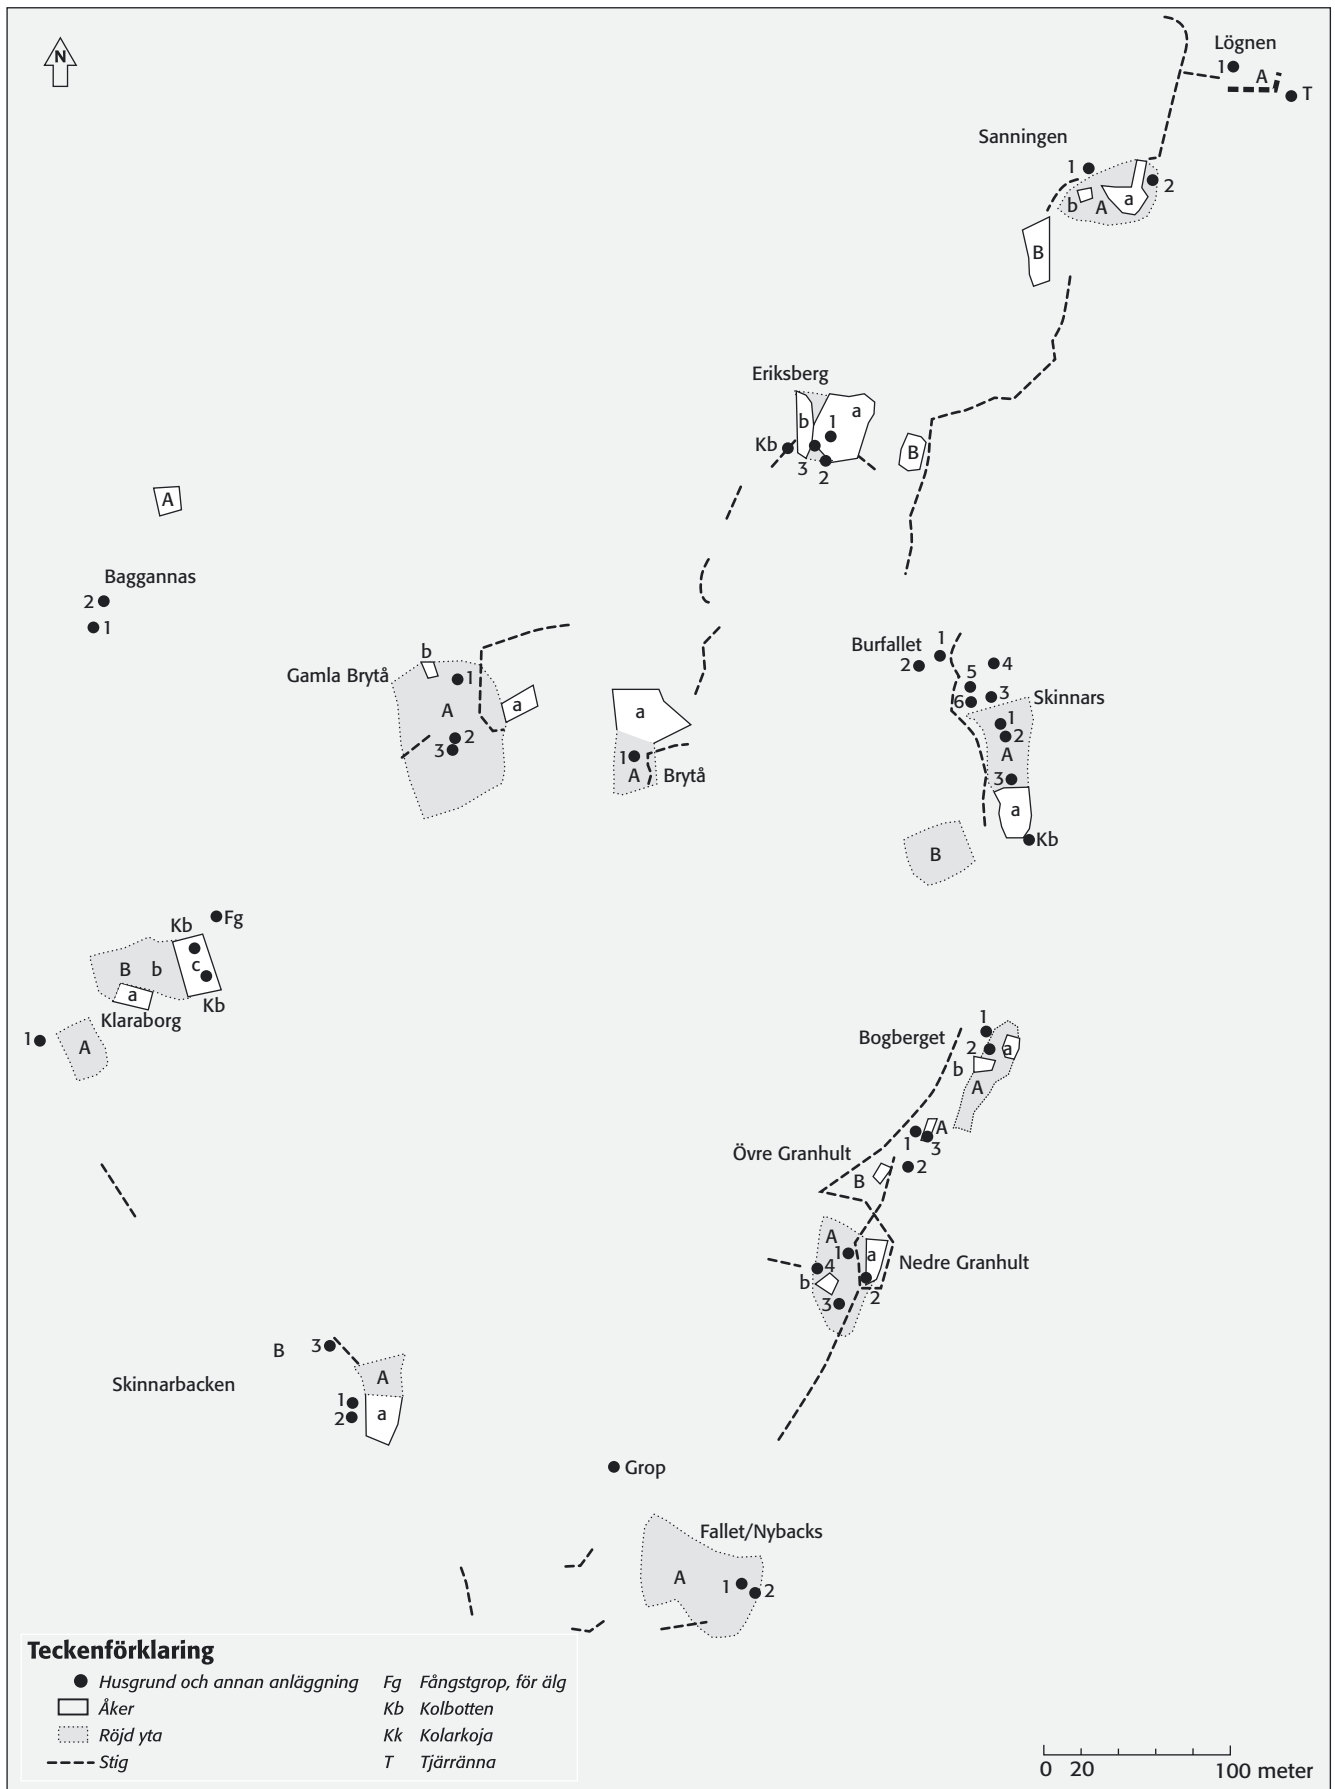 N
Lögnen
1
A
T
Sanningen
1
2
b
A
a
B
Eriksberg
b
1
a
Kb
3
2
B
A
Baggannas
2
1
Burfallet
1
2
4
5
3
6
Skinnars
1
2
A
3
a
Kb
B
Gamla Brytå
b
1
A
a
2
3
a
1
A
Brytå
Kb
Fg
B
b
c
a
Kb
Klaraborg
1
A
Bogberget
1
2
a
b
A
Övre Granhult
1
A
3
2
B
A
1
a
Nedre Granhult
4
b
2
3
B
3
Skinnarbacken
A
1
2
a
Grop
Fallet/Nybacks
A
1
2
Teckenförklaring
Husgrund och annan anläggning Fg Fångstgrop, för älg
Åker Kb Kolbotten
Röjd yta Kk Kolarkoja
Stig T Tjärränna
0 20 100 meter